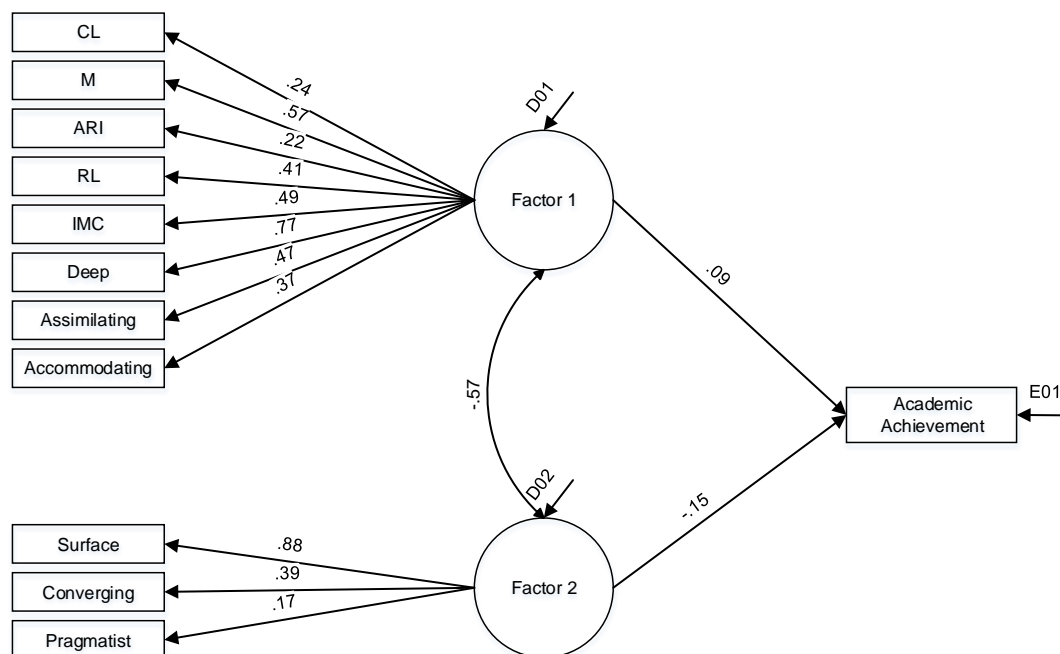 CL
M
ARI
RL
IMC
Deep
Assimilating
Accommodating
.24
.57
.22
.41
.49
.77
.47
.37
D01
Factor 1
.09
-.57
Academic
Achievement
E01
D02
-.15
Surface
Converging
Pragmatist
.88
.39
.17
Factor 2